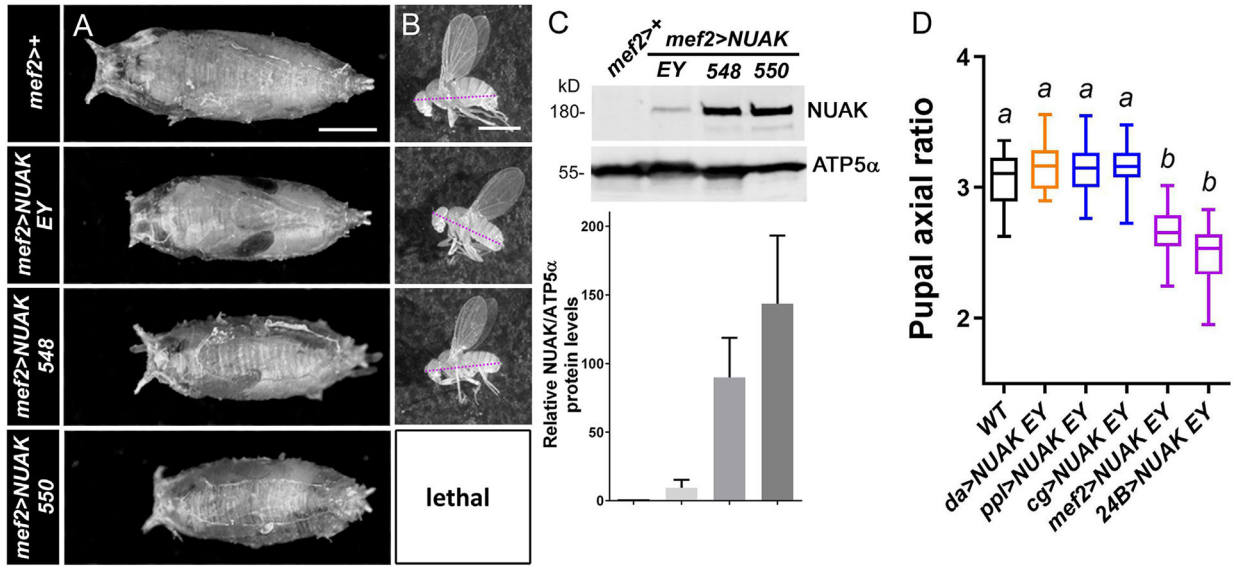 A
B
C
D
mef2>+
mef2>NUAK
EY
mef2>NUAK
548
mef2>NUAK
550
lethal
mef2>+
mef2>NUAK
EY 548 550
kD
180-
NUAK
55-
ATP5α
Relative NUAK/ATP5α
protein levels
200
150
100
50
0
Pupal axial ratio
4
3
2
a
a
a
a
b
b
WT
da>NUAK EY
ppl>NUAK EY
cg>NUAK EY
mef2>NUAK EY
24B>NUAK EY